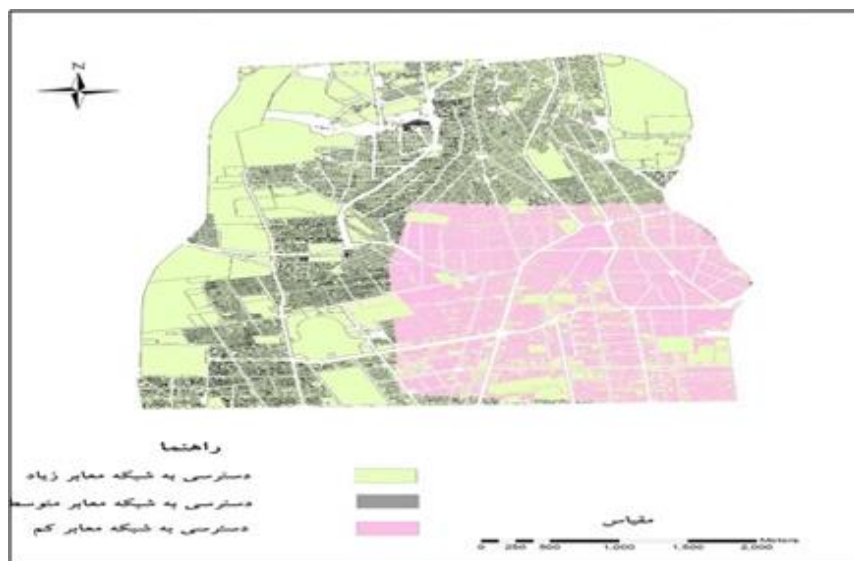 N
راهنما
دسترسی به شبکه معابر زیاد
دسترسی به شبکه معابر متوسط
دسترسی به شبکه معابر کم
مقیاس
0 250 500 1,000 1,500 2,000 Meters